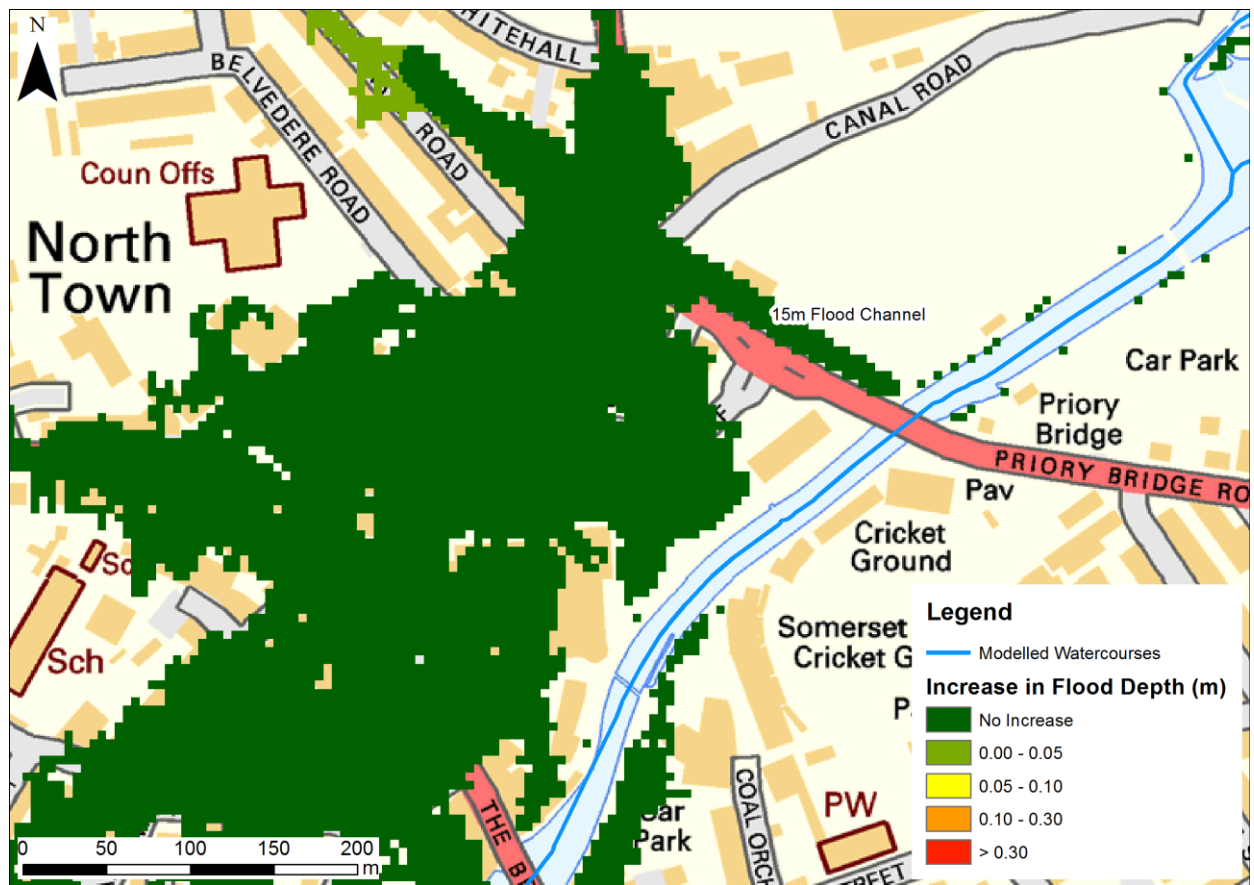 N
HITEHALL
BELVEDERE ROAD
ROAD
CANAL ROAD
Coun Offs
North
Town
15m Flood Channel
Car Park
Priory
Bridge
PRIORY BRIDGE RO
Pav
Cricket
Ground
Sc
Sch
Somerset
Cricket G
P
THE B
Car
Park
COAL ORCH
PW
STREET
Legend
Modelled Watercourses
Increase in Flood Depth (m)
No Increase
0.00 - 0.05
0.05 - 0.10
0.10 - 0.30
> 0.30
0 50 100 150 200
m